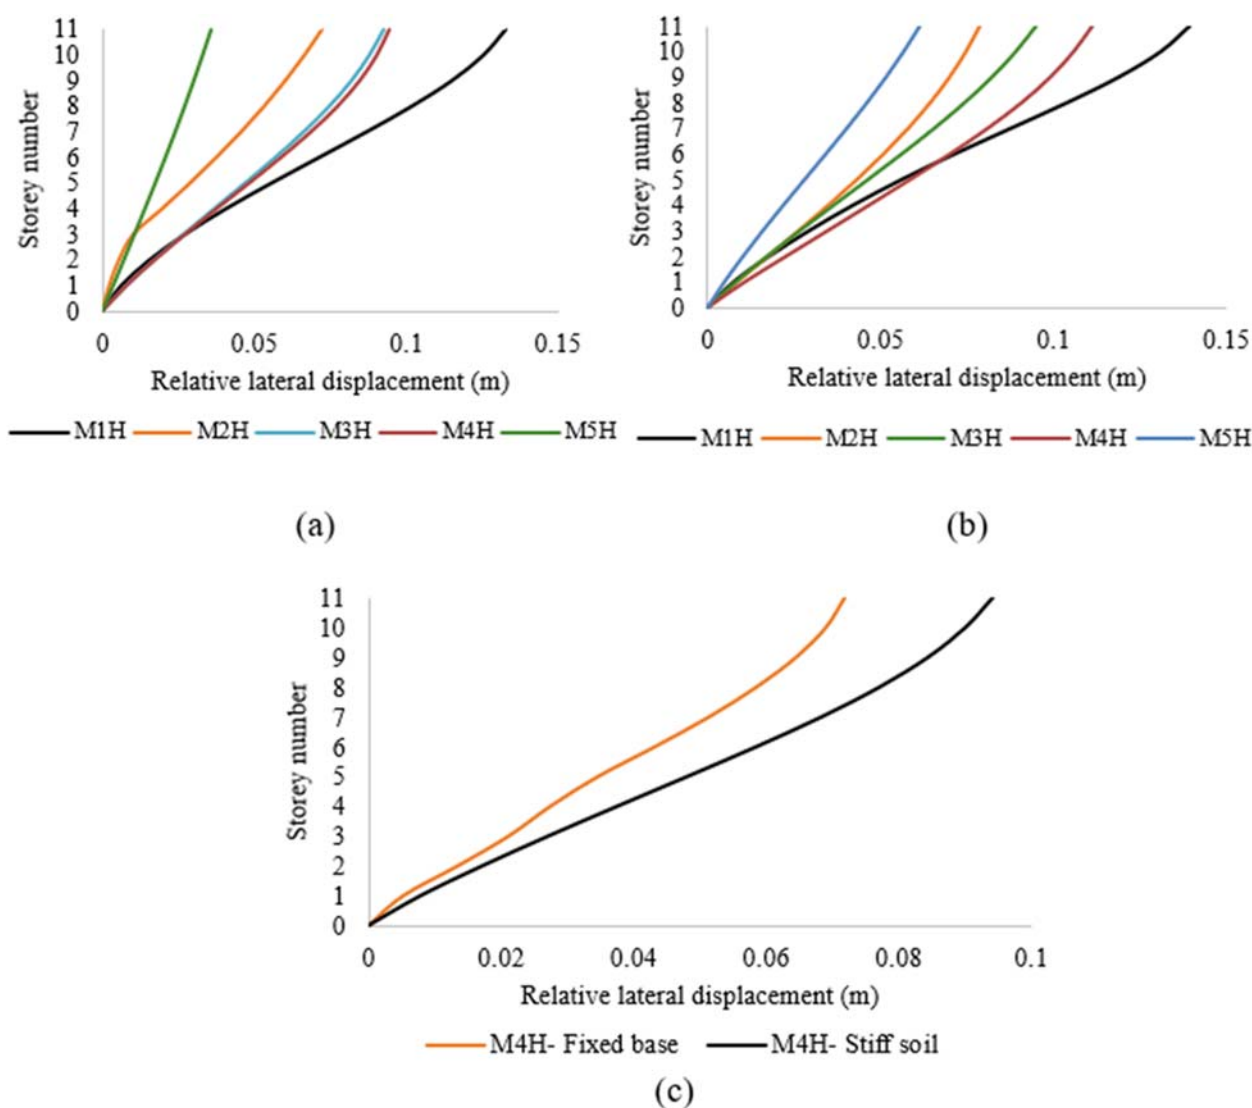 11
10
9
8
7
6
5
4
3
2
1
0
Storey number
0 0.05 0.1 0.15
Relative lateral displacement (m)
M1H M2H M3H M4H M5H
(a)
11
10
9
8
7
6
5
4
3
2
1
0
Storey number
0 0.05 0.1 0.15
Relative lateral displacement (m)
M1H M2H M3H M4H M5H
(b)
11
10
9
8
7
6
5
4
3
2
1
0
Storey number
0 0.02 0.04 0.06 0.08 0.1
Relative lateral displacement (m)
M4H- Fixed base M4H- Stiff soil
(c)